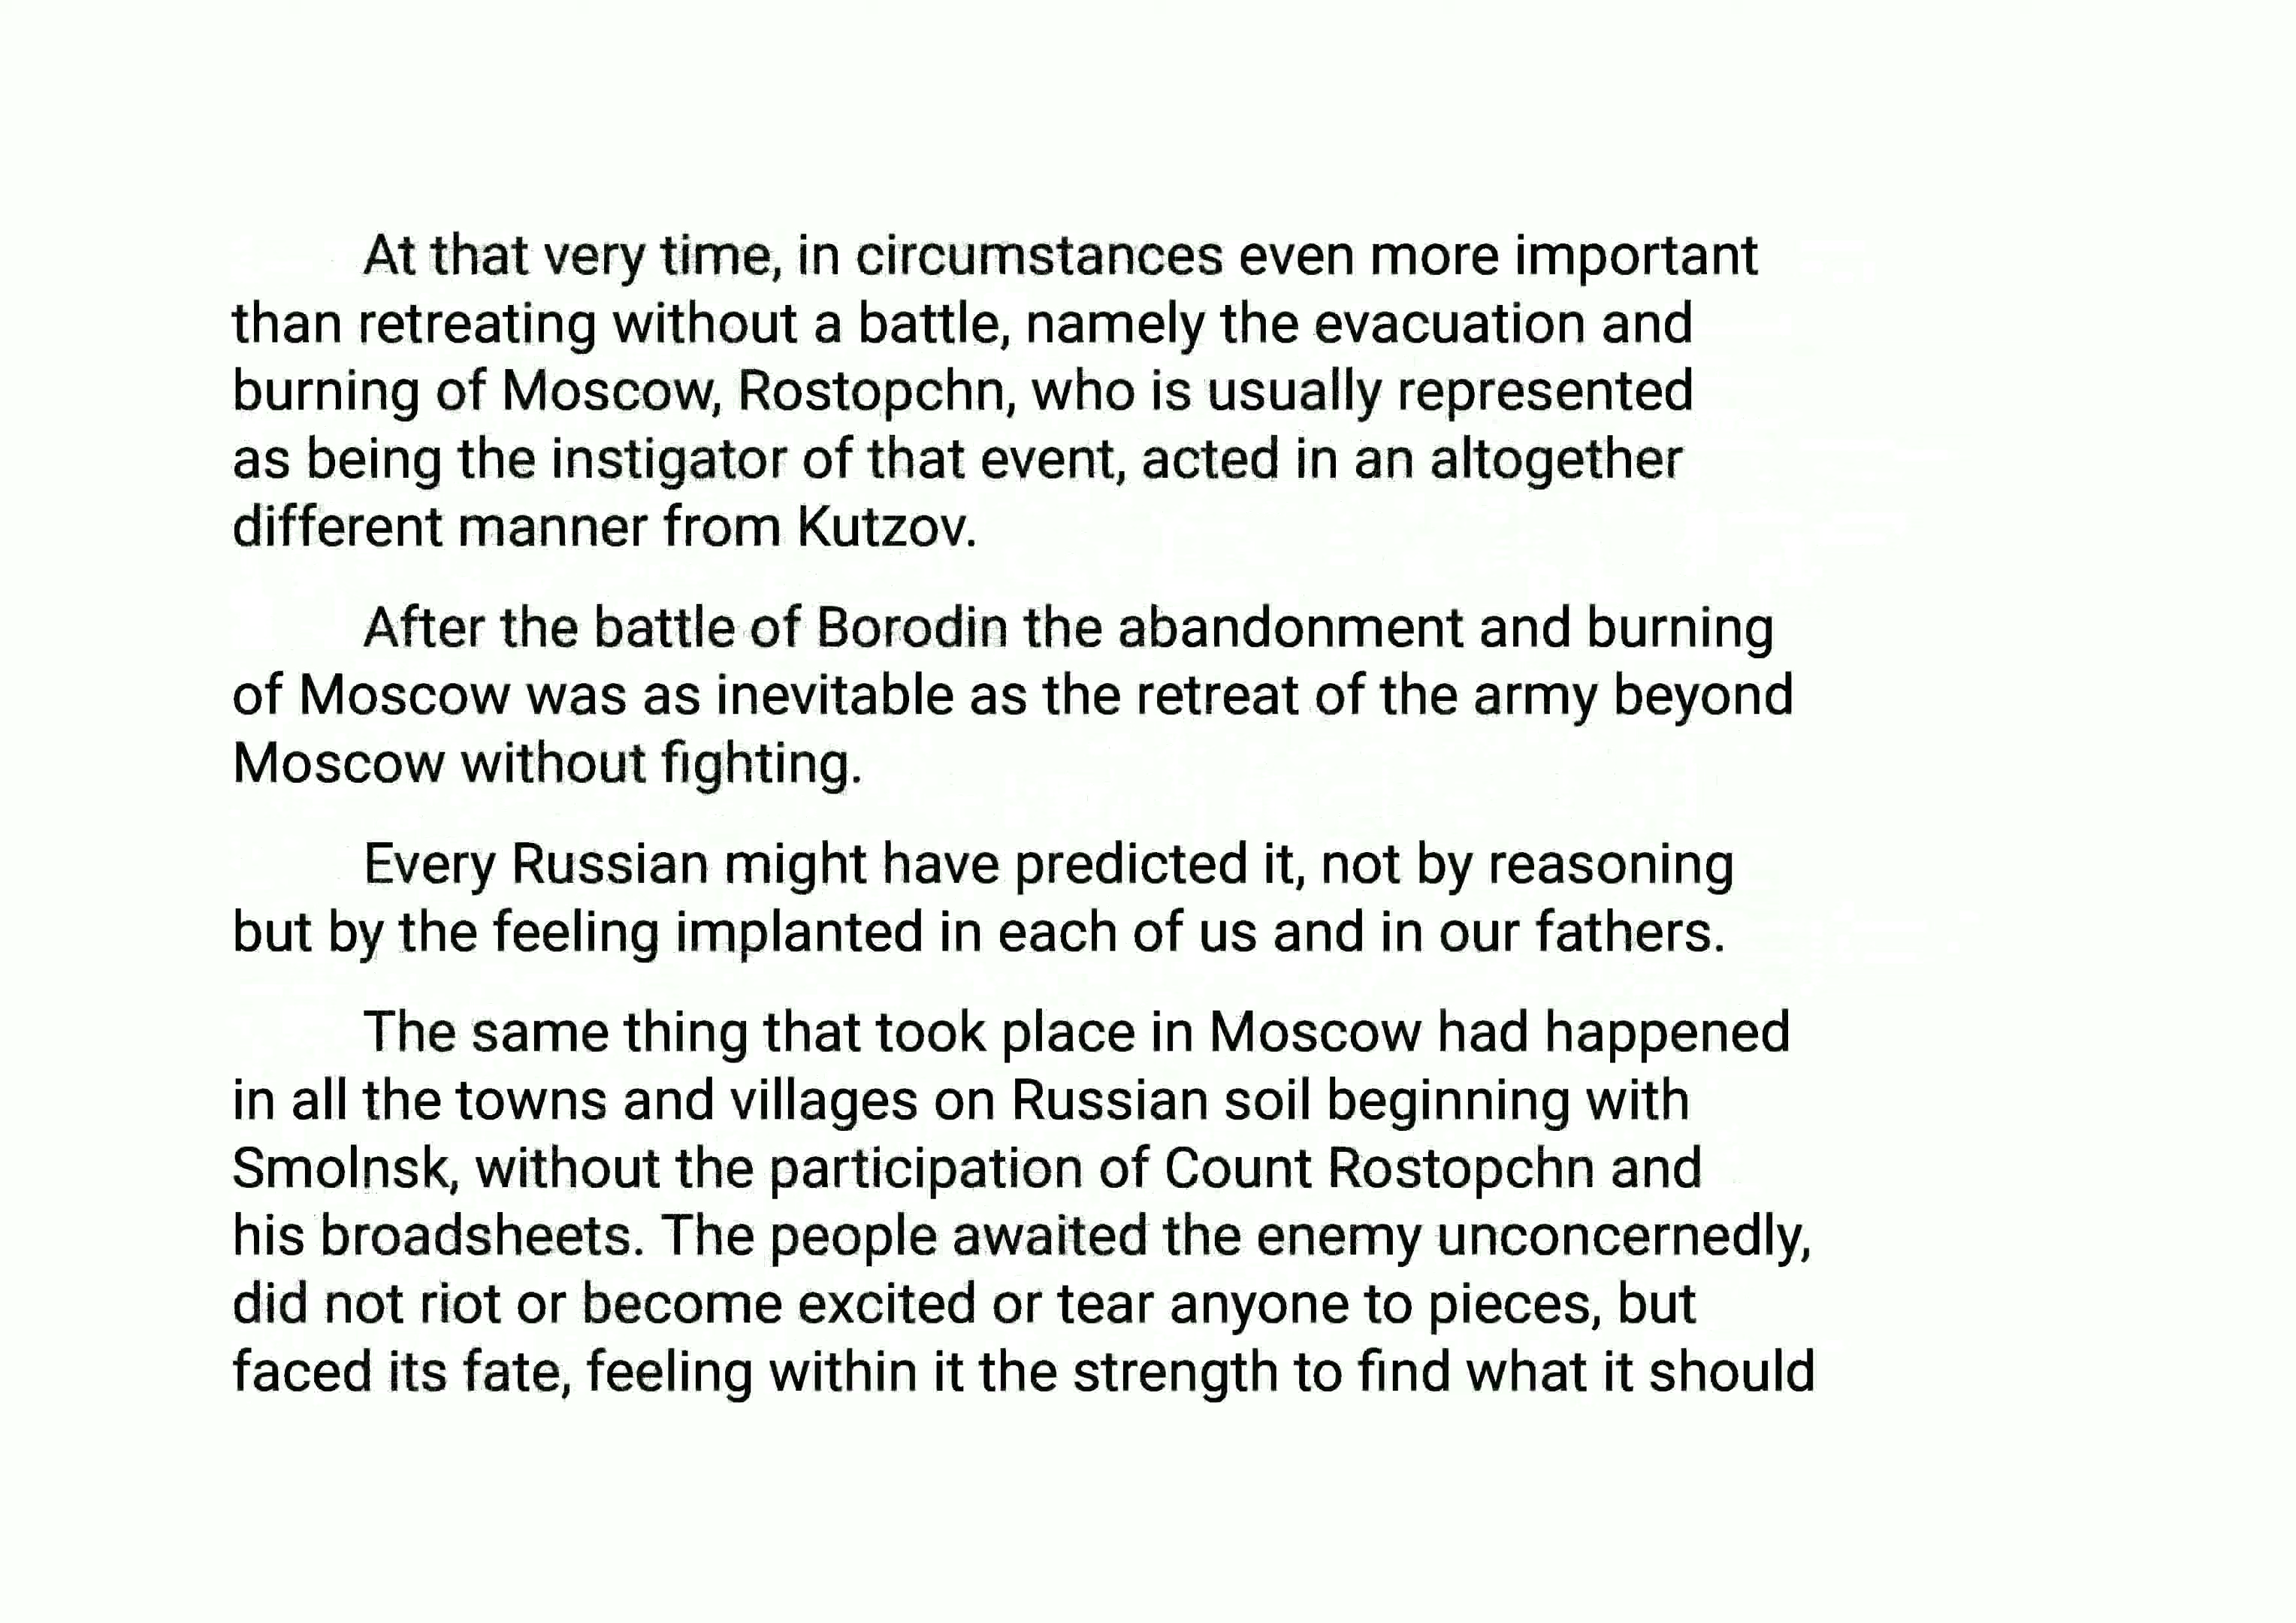 At that very time, in circumstances even more important
than retreating without a battle, namely the evacuation and
burning of Moscow, Rostopchn, who is usually represented
as being the instigator of that event, acted in an altogether
different manner from Kutzov.
After the battle of Borodin the abandonment and burning
of Moscow was as inevitable as the retreat of the army beyond
Moscow without fighting.
Every Russian might have predicted it, not by reasoning
but by the feeling implanted in each of us and in our fathers.
The same thing that took place in Moscow had happened
in all the towns and villages on Russian soil beginning with
Smolnsk, without the participation of Count Rostopchn and
his broadsheets. The people awaited the enemy unconcernedly,
did not riot or become excited or tear anyone to pieces, but
faced its fate, feeling within it the strength to find what it should